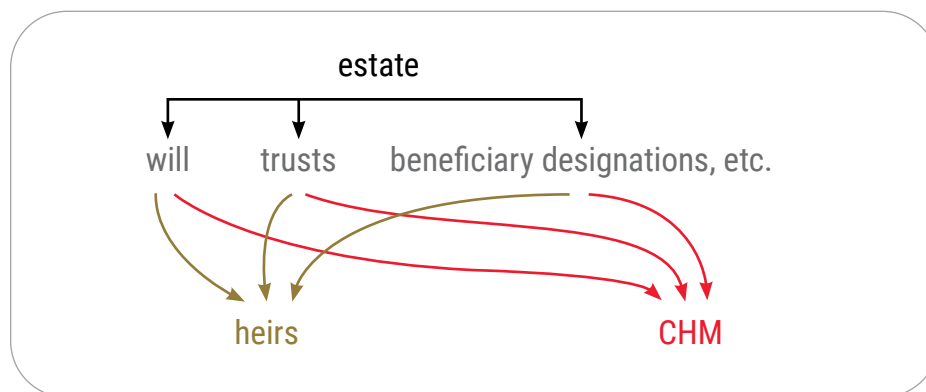 estate
will trusts beneficiary designations, etc.
heirs CHM